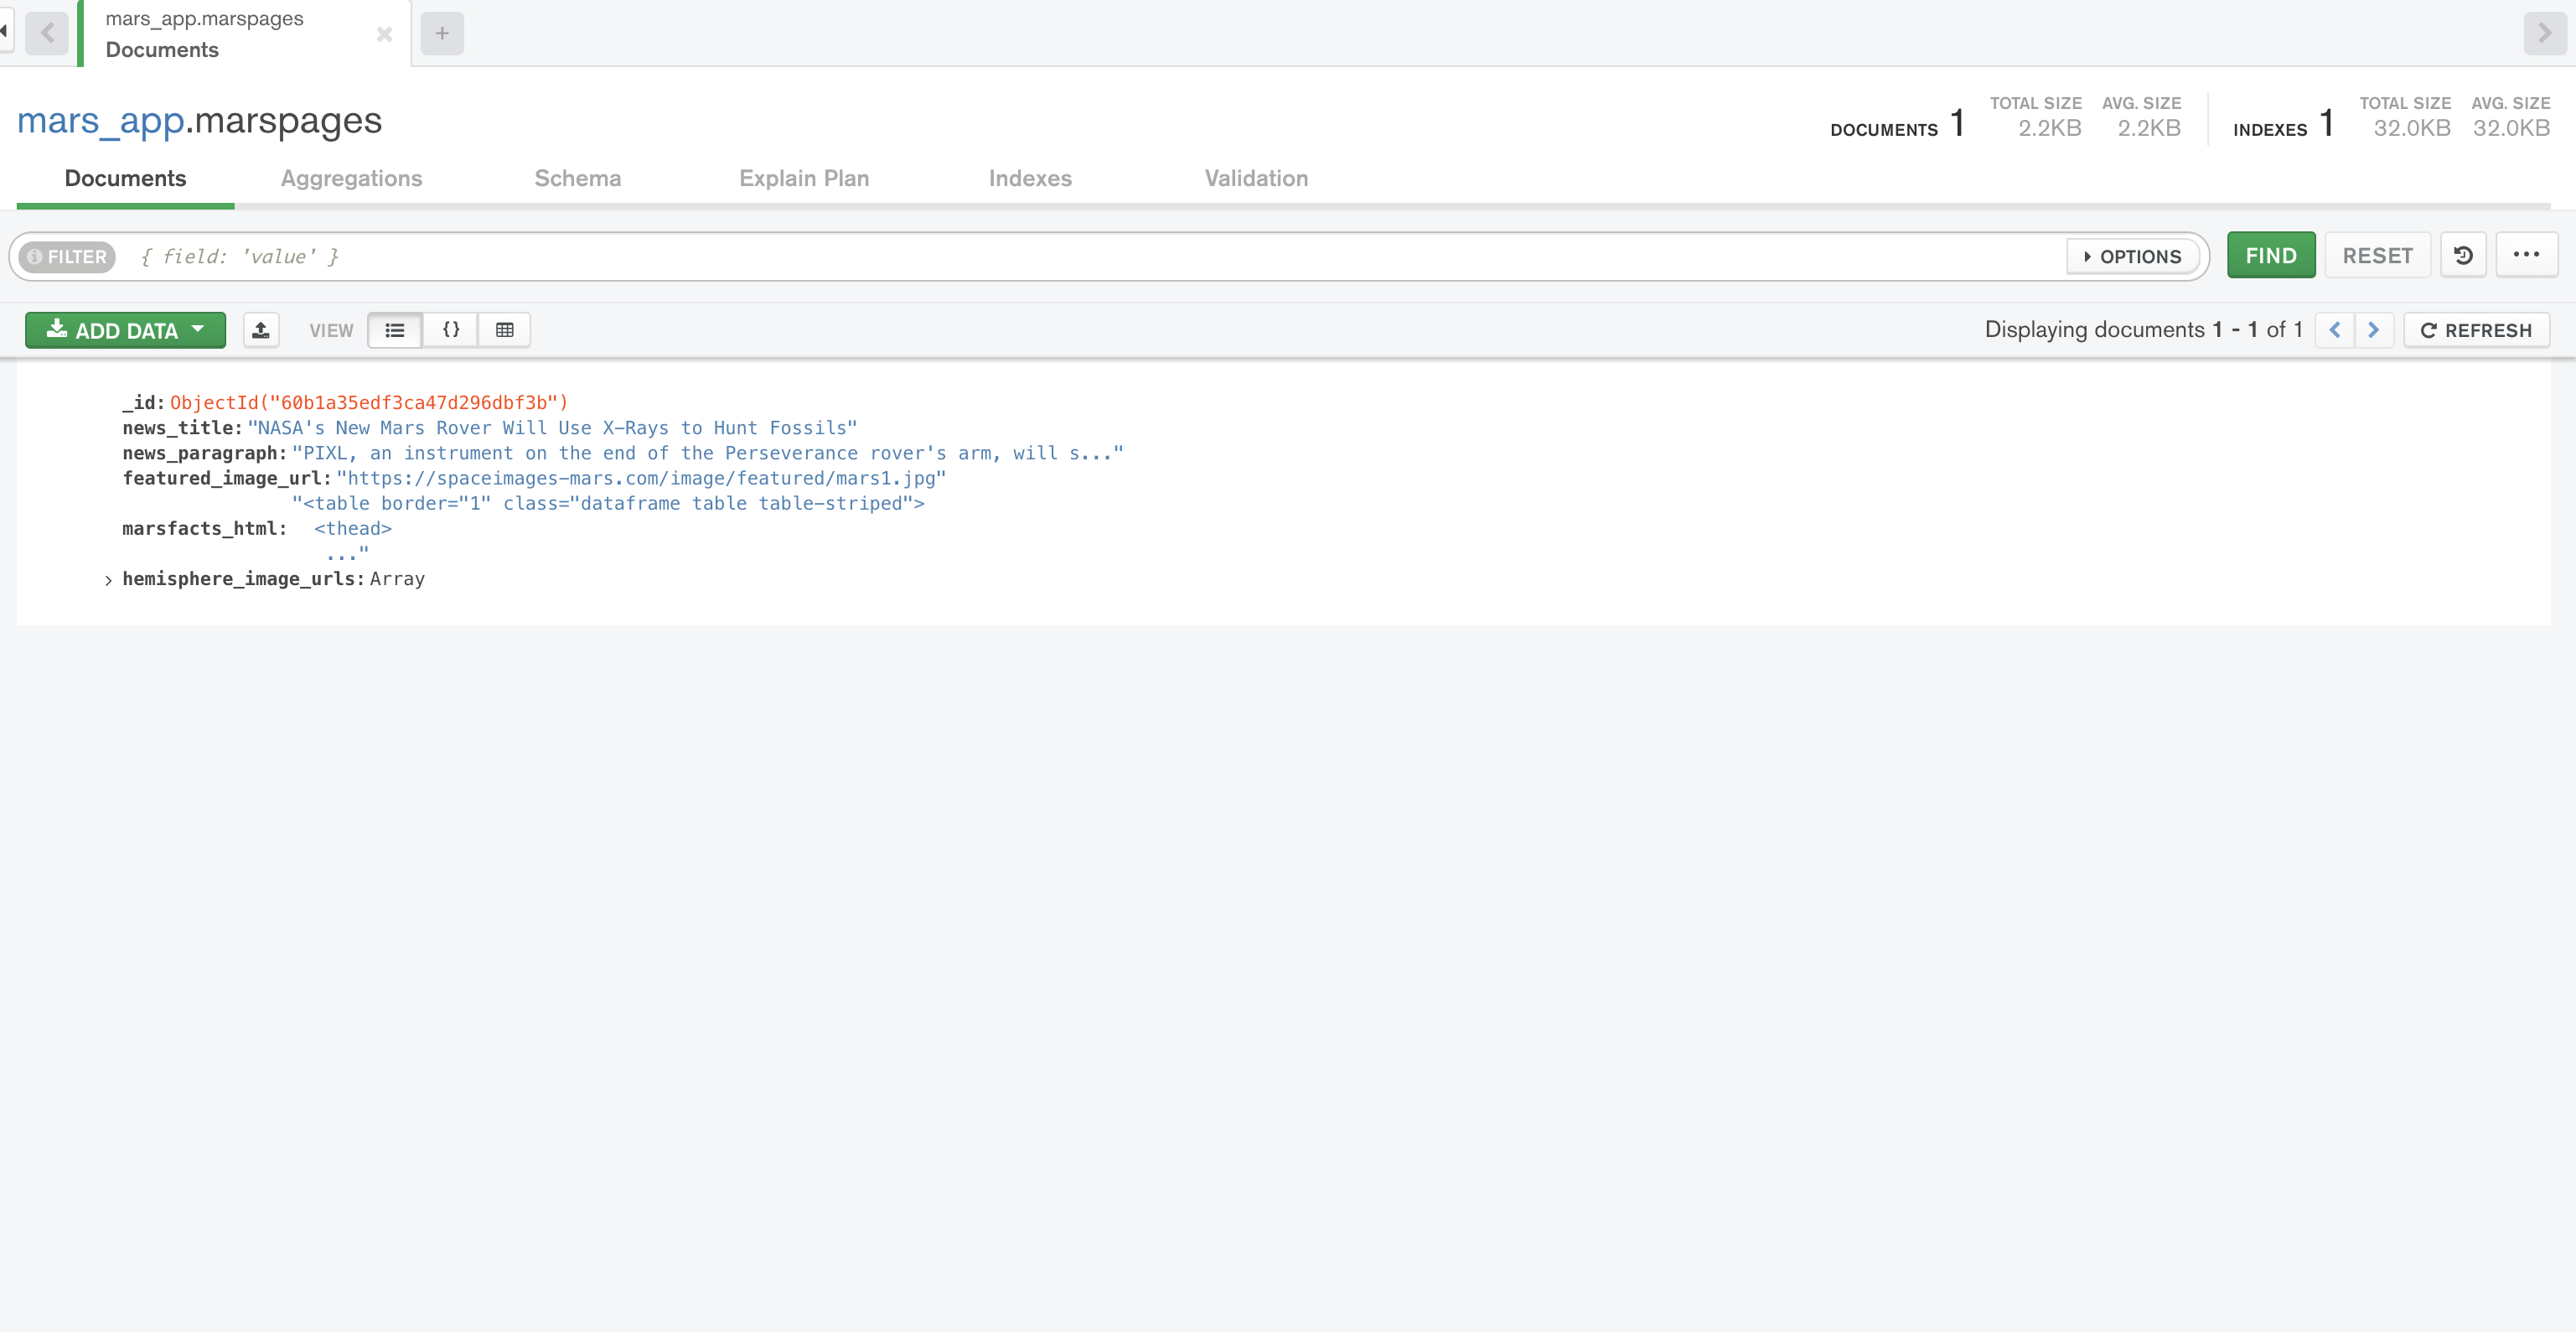 mars_app.marspages
Documents
mars_app.marspages
DOCUMENTS 1 TOTAL SIZE 2.2KB AVG. SIZE 2.2KB INDEXES 1 TOTAL SIZE 32.0KB AVG. SIZE 32.0KB
Documents Aggregations Schema Explain Plan Indexes Validation
FILTER { field: 'value' } OPTIONS FIND RESET
ADD DATA VIEW {} Displaying documents 1 - 1 of 1 REFRESH
_id: ObjectId("60b1a35edf3ca47d296dbf3b")
news_title: "NASA's New Mars Rover Will Use X-Rays to Hunt Fossils"
news_paragraph: "PIXL, an instrument on the end of the Perseverance rover's arm, will s..."
featured_image_url: "https://spaceimages-mars.com/image/featured/mars1.jpg"
"<table border="1" class="dataframe table table-striped">
marsfacts_html: <thead>
..."
hemisphere_image_urls: Array